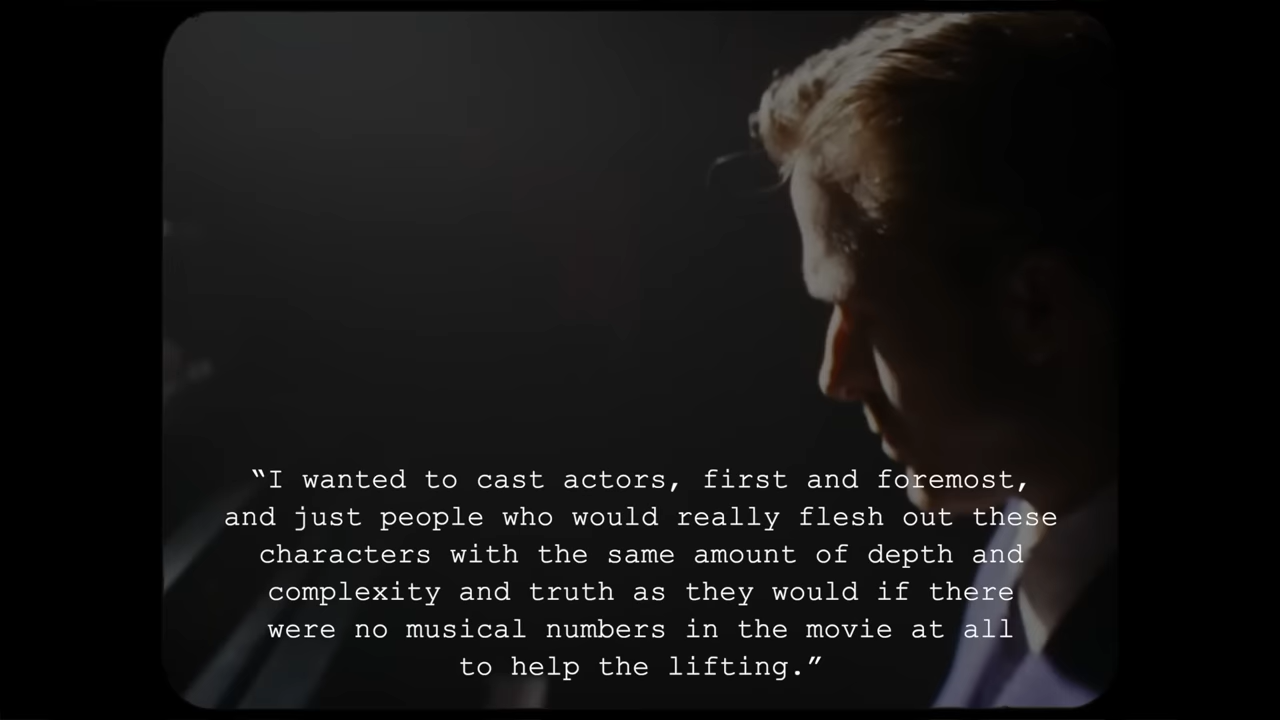 “I wanted to cast actors, first and foremost,
and just people who would really flesh out these
characters with the same amount of depth and
complexity and truth as they would if there
were no musical numbers in the movie at all
to help the lifting.”